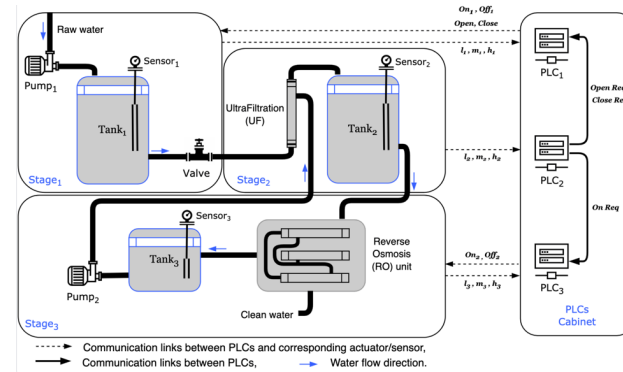 Raw water
Pump₁
Sensor₁
Tank₁
Valve
Stage₁
UltraFiltration
(UF)
Sensor₂
Tank₂
Stage₂
Sensor₃
Tank₃
Pump₂
Reverse
Osmosis
(RO) unit
Clean water
Stage₃
On₁, Off₁
Open, Close
l₁, m₁, h₁
l₂, m₂, h₂
On₂, Off₂
l₃, m₃, h₃
PLC₁
Open Req
Close Re
PLC₂
On Req
PLC₃
PLCs
Cabinet
Communication links between PLCs and corresponding actuator/sensor,
Communication links between PLCs,
Water flow direction.